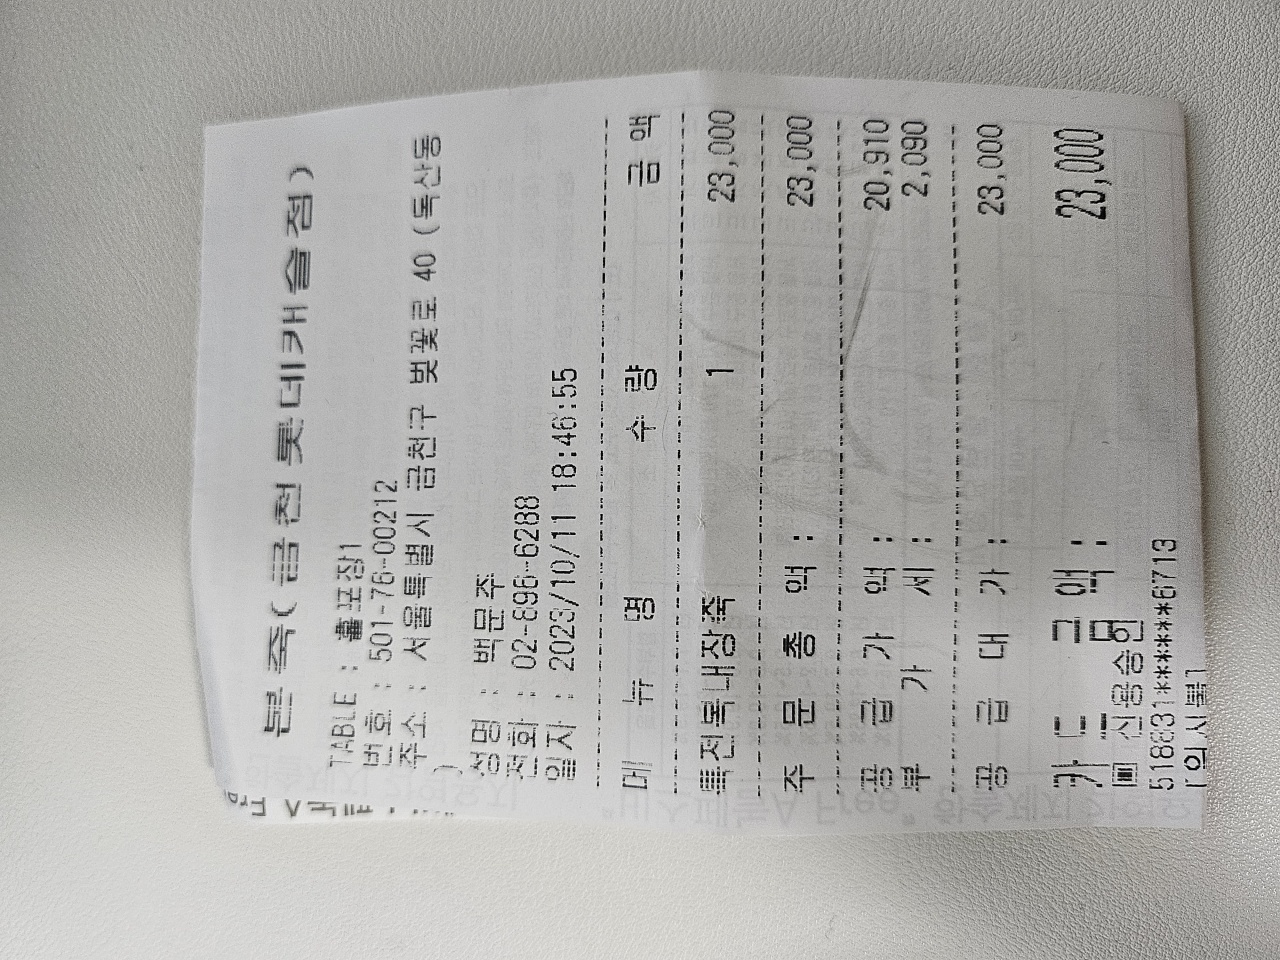 본죽(금천롯데캐슬점)
TABLE : 홀포장1
번호 : 501-76-00212
주소 : 서울특별시 금천구 벚꽃로 40 (독산동
)
성명 : 백문주
전화 : 02-896-6288
일자 : 2023/10/11 18:46:55
메 뉴 명 수 량 금 액
특전복내장죽 1 23,000
주 문 총 액 : 23,000
공 급 가 액 : 20,910
부 가 세 : 2,090
공 급 대 가 : 23,000
카 드 금 액 : 23,000
신용승인
518831******6713
[일시불]